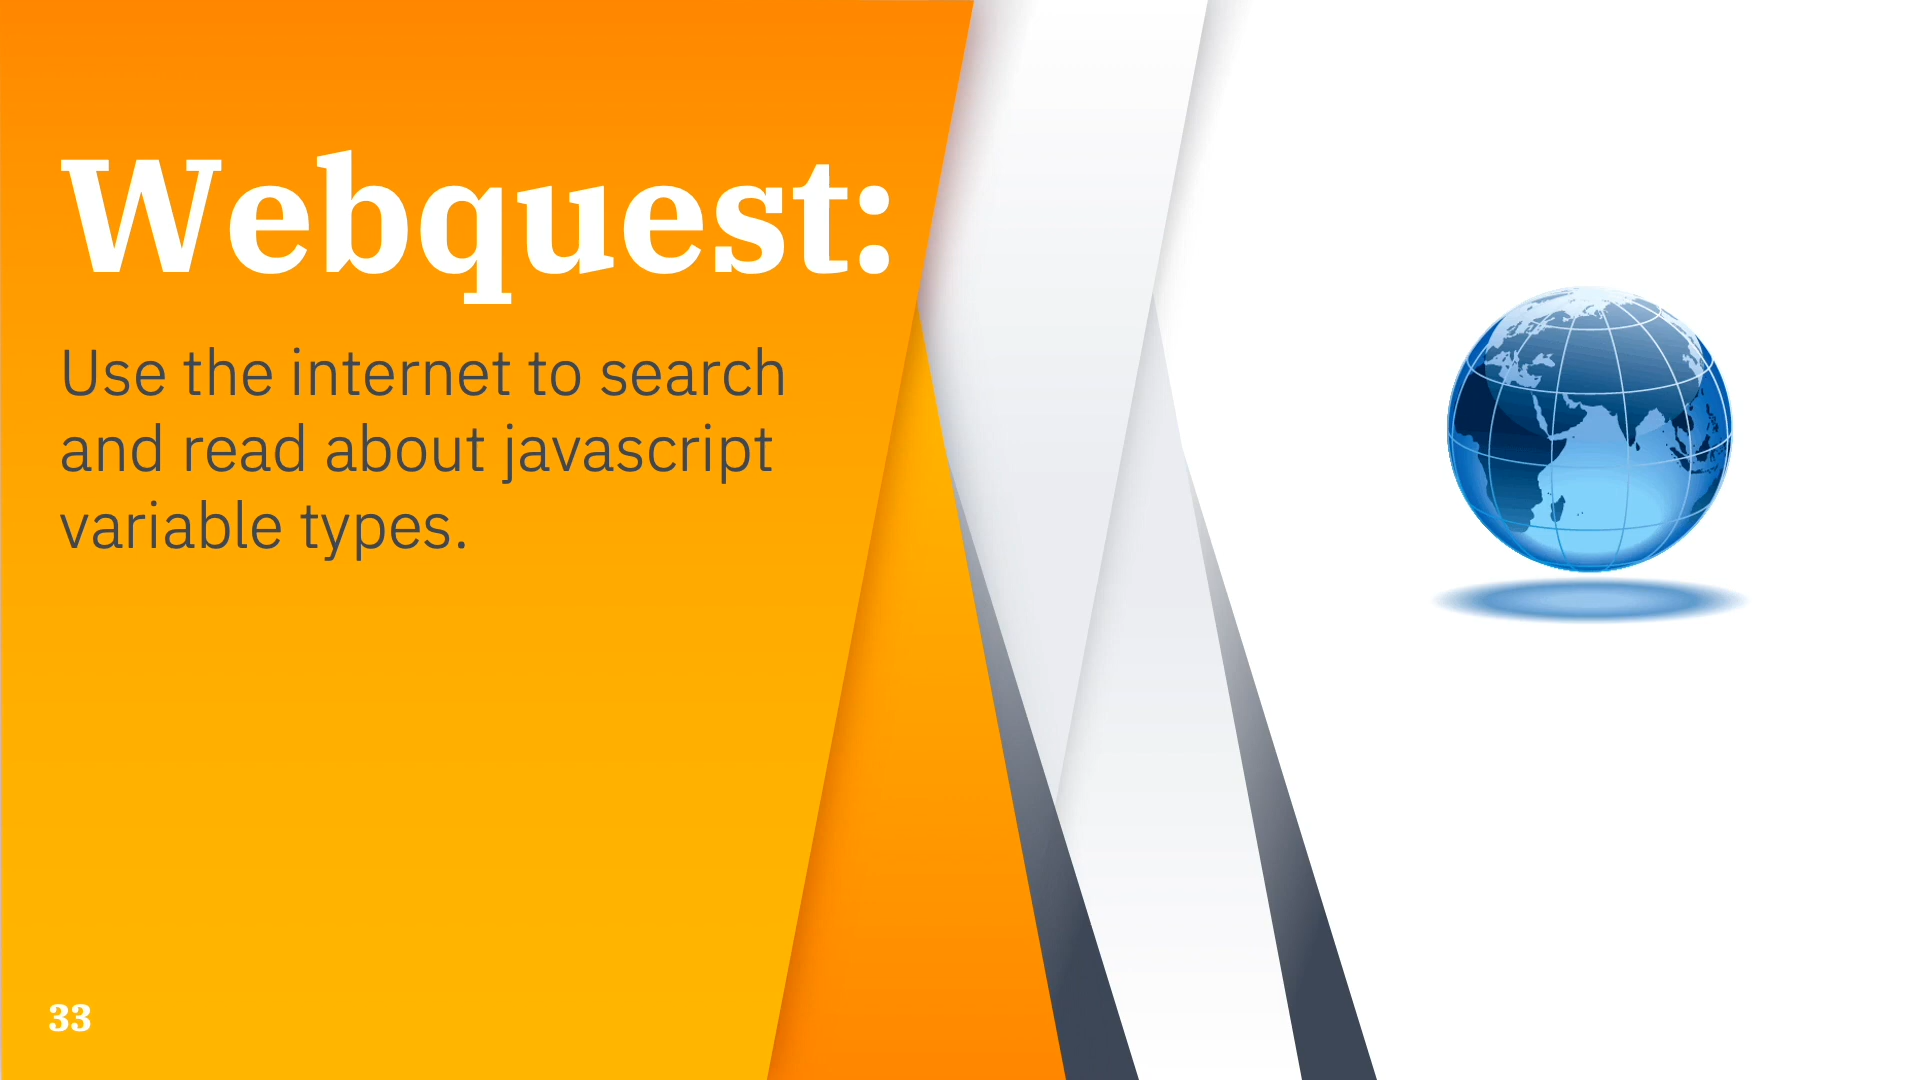 Webquest:
Use the internet to search
and read about javascript
variable types.
33